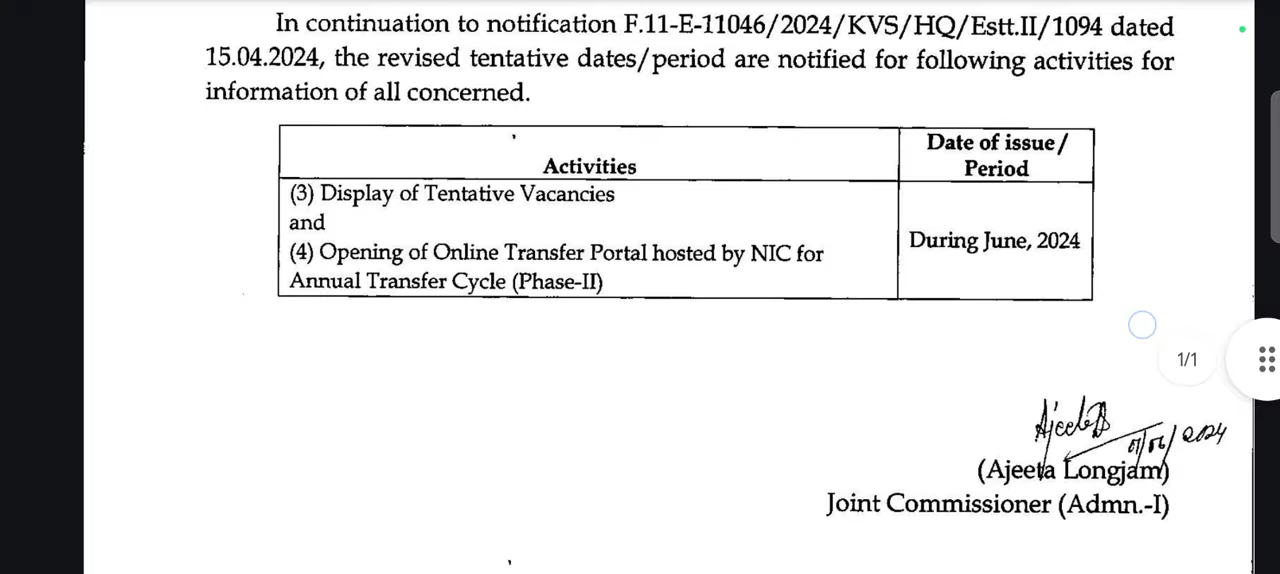 In continuation to notification F.11-E-11046/2024/KVS/HQ/Estt.II/1094 dated
15.04.2024, the revised tentative dates/period are notified for following activities for
information of all concerned.
Activities
Date of issue/
Period
(3) Display of Tentative Vacancies
and
(4) Opening of Online Transfer Portal hosted by NIC for
Annual Transfer Cycle (Phase-II)
During June, 2024
1/1
(Ajeeta Longjam)
Joint Commissioner (Admn.-I)